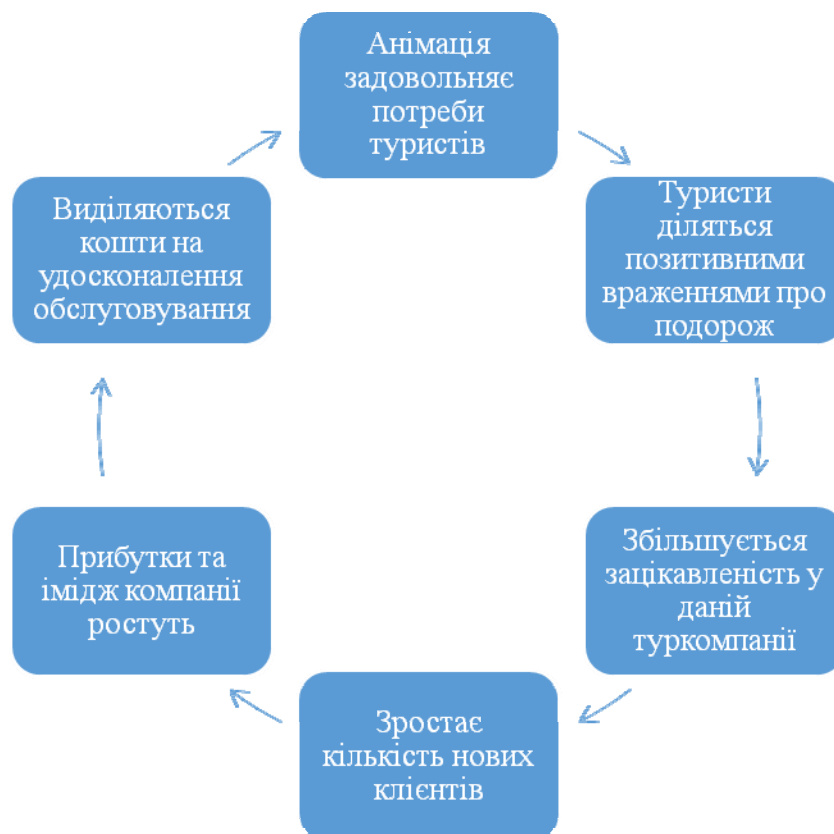 Анімація
задовольняє
потреби
туристів
Туристи
діляться
позитивними
враженнями про
подорож
Збільшується
зацікавленість у
даній
туркомпанії
Зростає
кількість нових
клієнтів
Прибутки та
імідж компанії
ростуть
Виділяються
кошти на
удосконалення
обслуговування